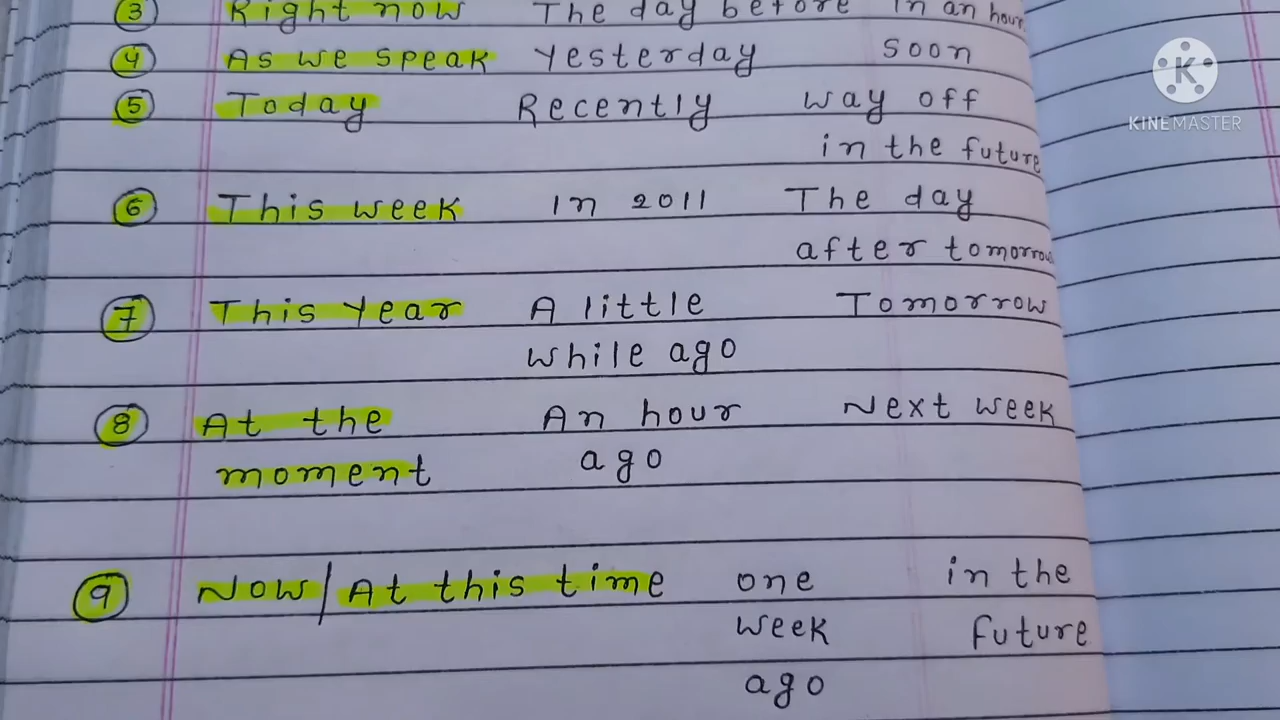 ③ Right now The day before In an hour
④ As we speak Yesterday Soon
⑤ Today Recently Way off
in the future
⑥ This week In 2011 The day
after tomorrow
⑦ This Year A little Tomorrow
while ago
⑧ At the An hour Next week
moment ago
⑨ Now/At this time one in the
week future
ago
K
KINEMASTER